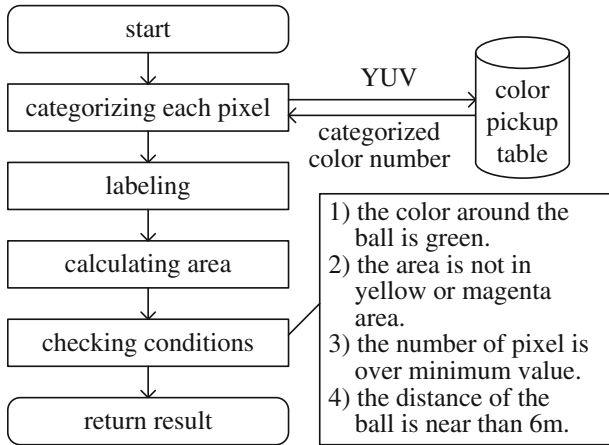 start
categorizing each pixel
YUV
categorized
color number
color
pickup
table
labeling
calculating area
checking conditions
return result
1) the color around the
ball is green.
2) the area is not in
yellow or magenta
area.
3) the number of pixel is
over minimum value.
4) the distance of the
ball is near than 6m.